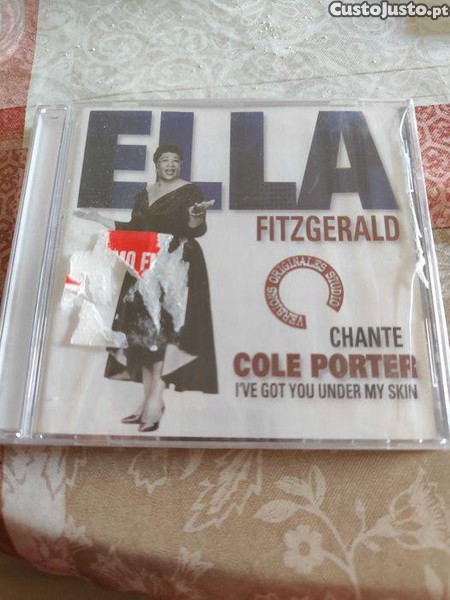 CustoJusto.pt
ELLA
FITZGERALD
VERSIONS ORIGINALES STUDIO
CHANTE
COLE PORTER
I'VE GOT YOU UNDER MY SKIN